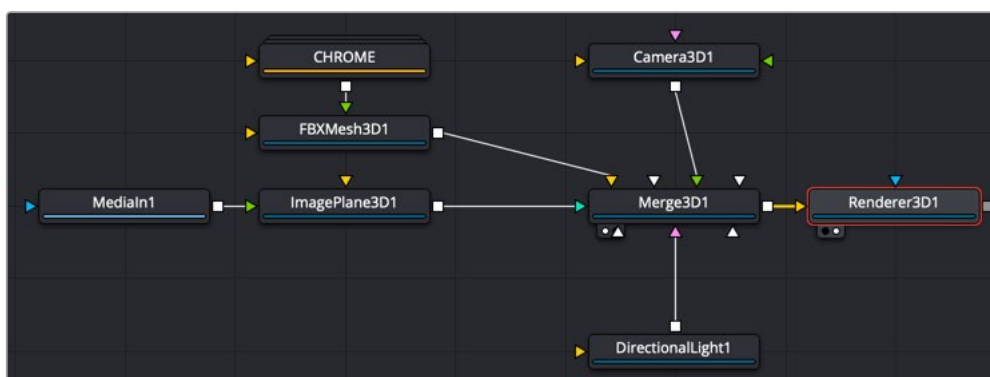 CHROME
Camera3D1
FBXMesh3D1
MediaIn1
ImagePlane3D1
Merge3D1
Renderer3D1
DirectionalLight1